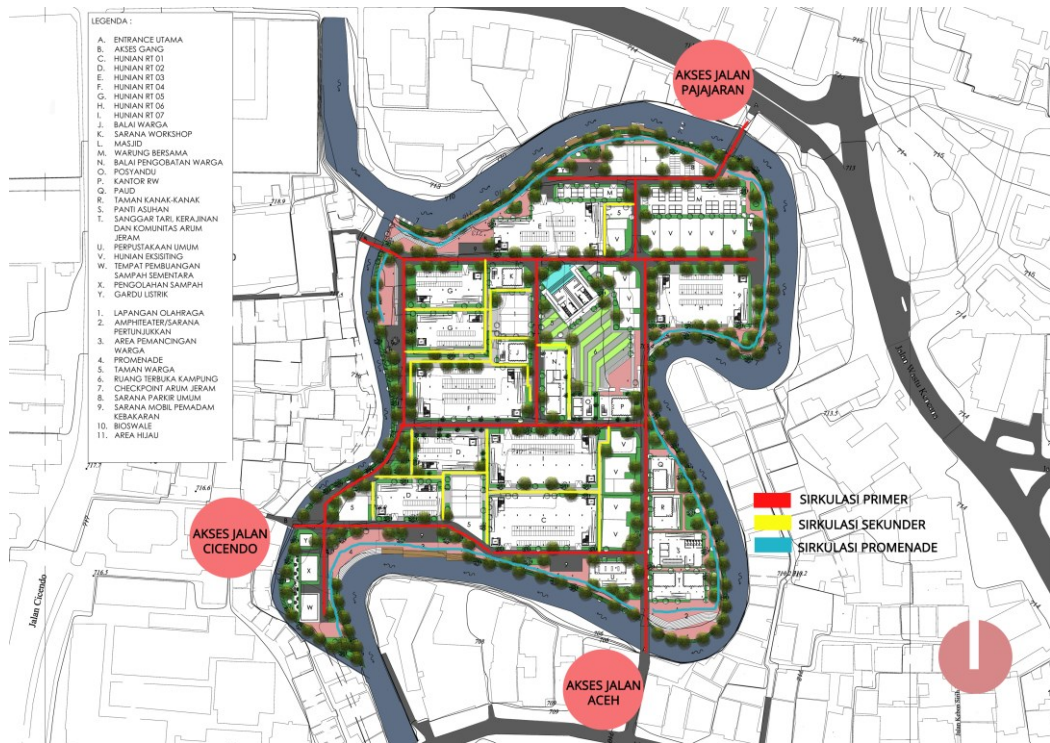 LEGENDA :
A. ENTRANCE UTAMA
B. AKSES GANG
C. HUNIAN RT 01
D. HUNIAN RT 02
E. HUNIAN RT 03
F. HUNIAN RT 04
G. HUNIAN RT 05
H. HUNIAN RT 06
I. HUNIAN RT 07
J. BALAI WARGA
K. SARANA WORKSHOP
L. MASJID
M. WARUNG BERSAMA
N. BALAI PENGOBATAN WARGA
O. POSYANDU
P. KANTOR RW
Q. PAUD
R. TAMAN KANAK-KANAK
S. PANTI ASUHAN
T. SANGGAR TARI, KERAJINAN
DAN KOMUNITAS ARUM
JERAM
U. PERPUSTAKAAN UMUM
V. HUNIAN EKSISITING
W. TEMPAT PEMBUANGAN
SAMPAH SEMENTARA
X. PENGOLAHAN SAMPAH
Y. GARDU LISTRIK
1. LAPANGAN OLAHRAGA
2. AMPHITEATER/SARANA
PERTUNJUKKAN
3. AREA PEMANCINGAN
WARGA
4. PROMENADE
5. TAMAN WARGA
6. RUANG TERBUKA KAMPUNG
7. CHECKPOINT ARUM JERAM
8. SARANA PARKIR UMUM
9. SARANA MOBIL PEMADAM
KEBAKARAN
10. BIOSWALE
11. AREA HIJAU
AKSES JALAN
PAJAJARAN
AKSES JALAN
CICENDO
AKSES JALAN
ACEH
SIRKULASI PRIMER
SIRKULASI SEKUNDER
SIRKULASI PROMENADE
Jalan Cicendo